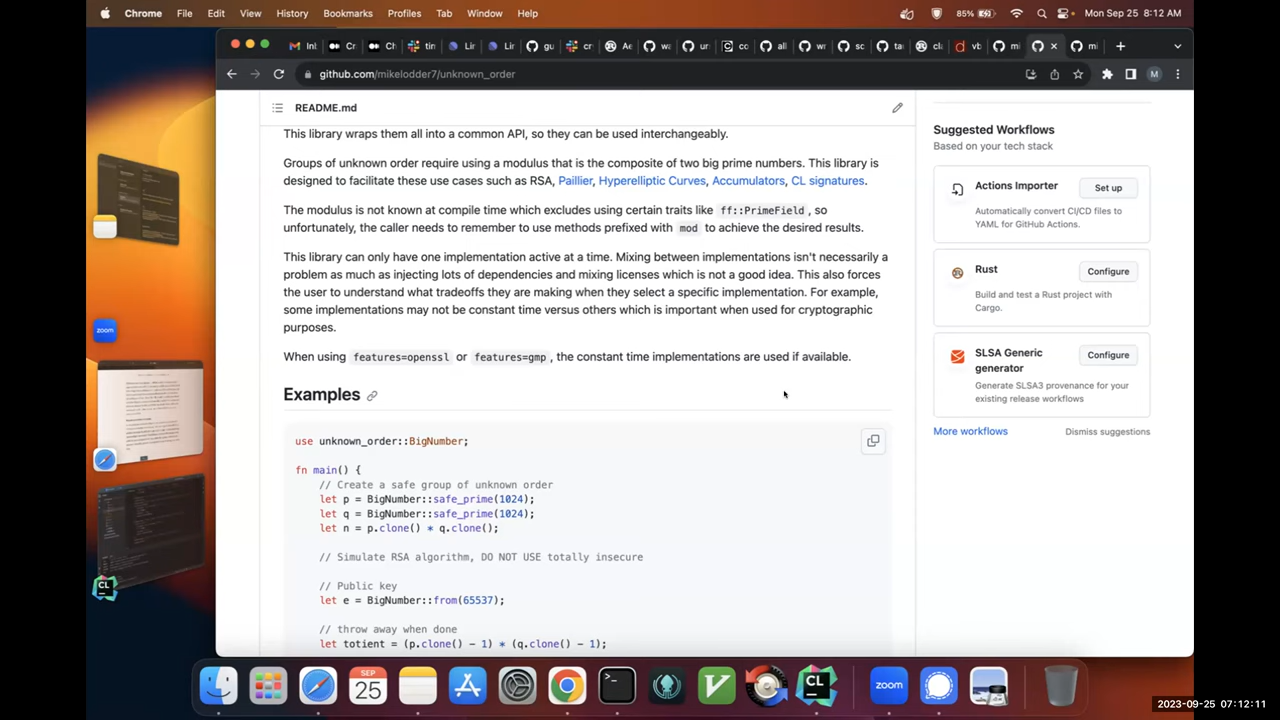 Chrome File Edit View History Bookmarks Profiles Tab Window Help
85% Mon Sep 25 8:12 AM
github.com/mikelodder7/unknown_order
M
README.md
This library wraps them all into a common API, so they can be used interchangeably.
Groups of unknown order require using a modulus that is the composite of two big prime numbers. This library is
designed to facilitate these use cases such as RSA, Paillier, Hyperelliptic Curves, Accumulators, CL signatures.
The modulus is not known at compile time which excludes using certain traits like ff::PrimeField, so
unfortunately, the caller needs to remember to use methods prefixed with mod to achieve the desired results.
This library can only have one implementation active at a time. Mixing between implementations isn't necessarily a
problem as much as injecting lots of dependencies and mixing licenses which is not a good idea. This also forces
the user to understand what tradeoffs they are making when they select a specific implementation. For example,
some implementations may not be constant time versus others which is important when used for cryptographic
purposes.
When using features=openssl or features=gmp, the constant time implementations are used if available.
Examples
use unknown_order::BigNumber;
fn main() {
// Create a safe group of unknown order
let p = BigNumber::safe_prime(1024);
let q = BigNumber::safe_prime(1024);
let n = p.clone() * q.clone();
// Simulate RSA algorithm, DO NOT USE totally insecure
// Public key
let e = BigNumber::from(65537);
// throw away when done
let totient = (p.clone() - 1) * (q.clone() - 1);
Suggested Workflows
Based on your tech stack
Actions Importer
Set up
Automatically convert CI/CD files to
YAML for GitHub Actions.
Rust
Configure
Build and test a Rust project with
Cargo.
SLSA Generic
generator
Configure
Generate SLSA3 provenance for your
existing release workflows
More workflows Dismiss suggestions
zoom
CL
SEP
25
CL
zoom
2023-09-25 07:12:11